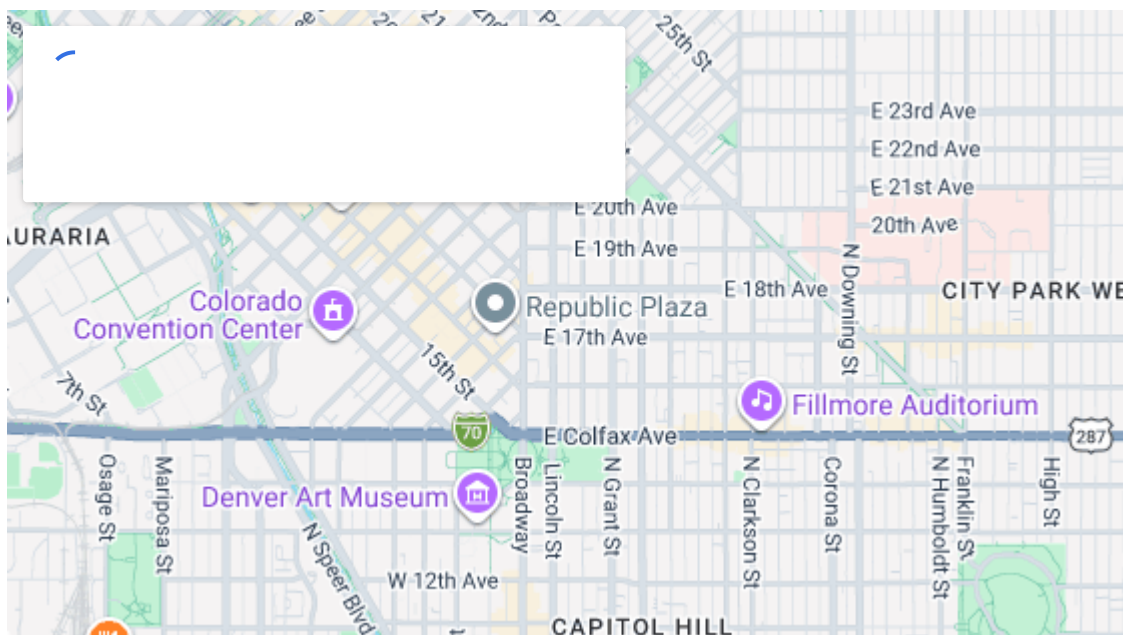 25th St
E 23rd Ave
E 22nd Ave
E 21st Ave
E 20th Ave
20th Ave
E 19th Ave
N Downing St
E 18th Ave
CITY PARK WE
Colorado
Convention Center
Republic Plaza
E 17th Ave
15th St
7th St
Fillmore Auditorium
70
E Colfax Ave
287
Osage St
Mariposa St
Denver Art Museum
N Speer Blvd
Broadway
Lincoln St
N Grant St
N Clarkson St
Corona St
N Humboldt St
Franklin St
High St
W 12th Ave
CAPITOL HILL
URARIA